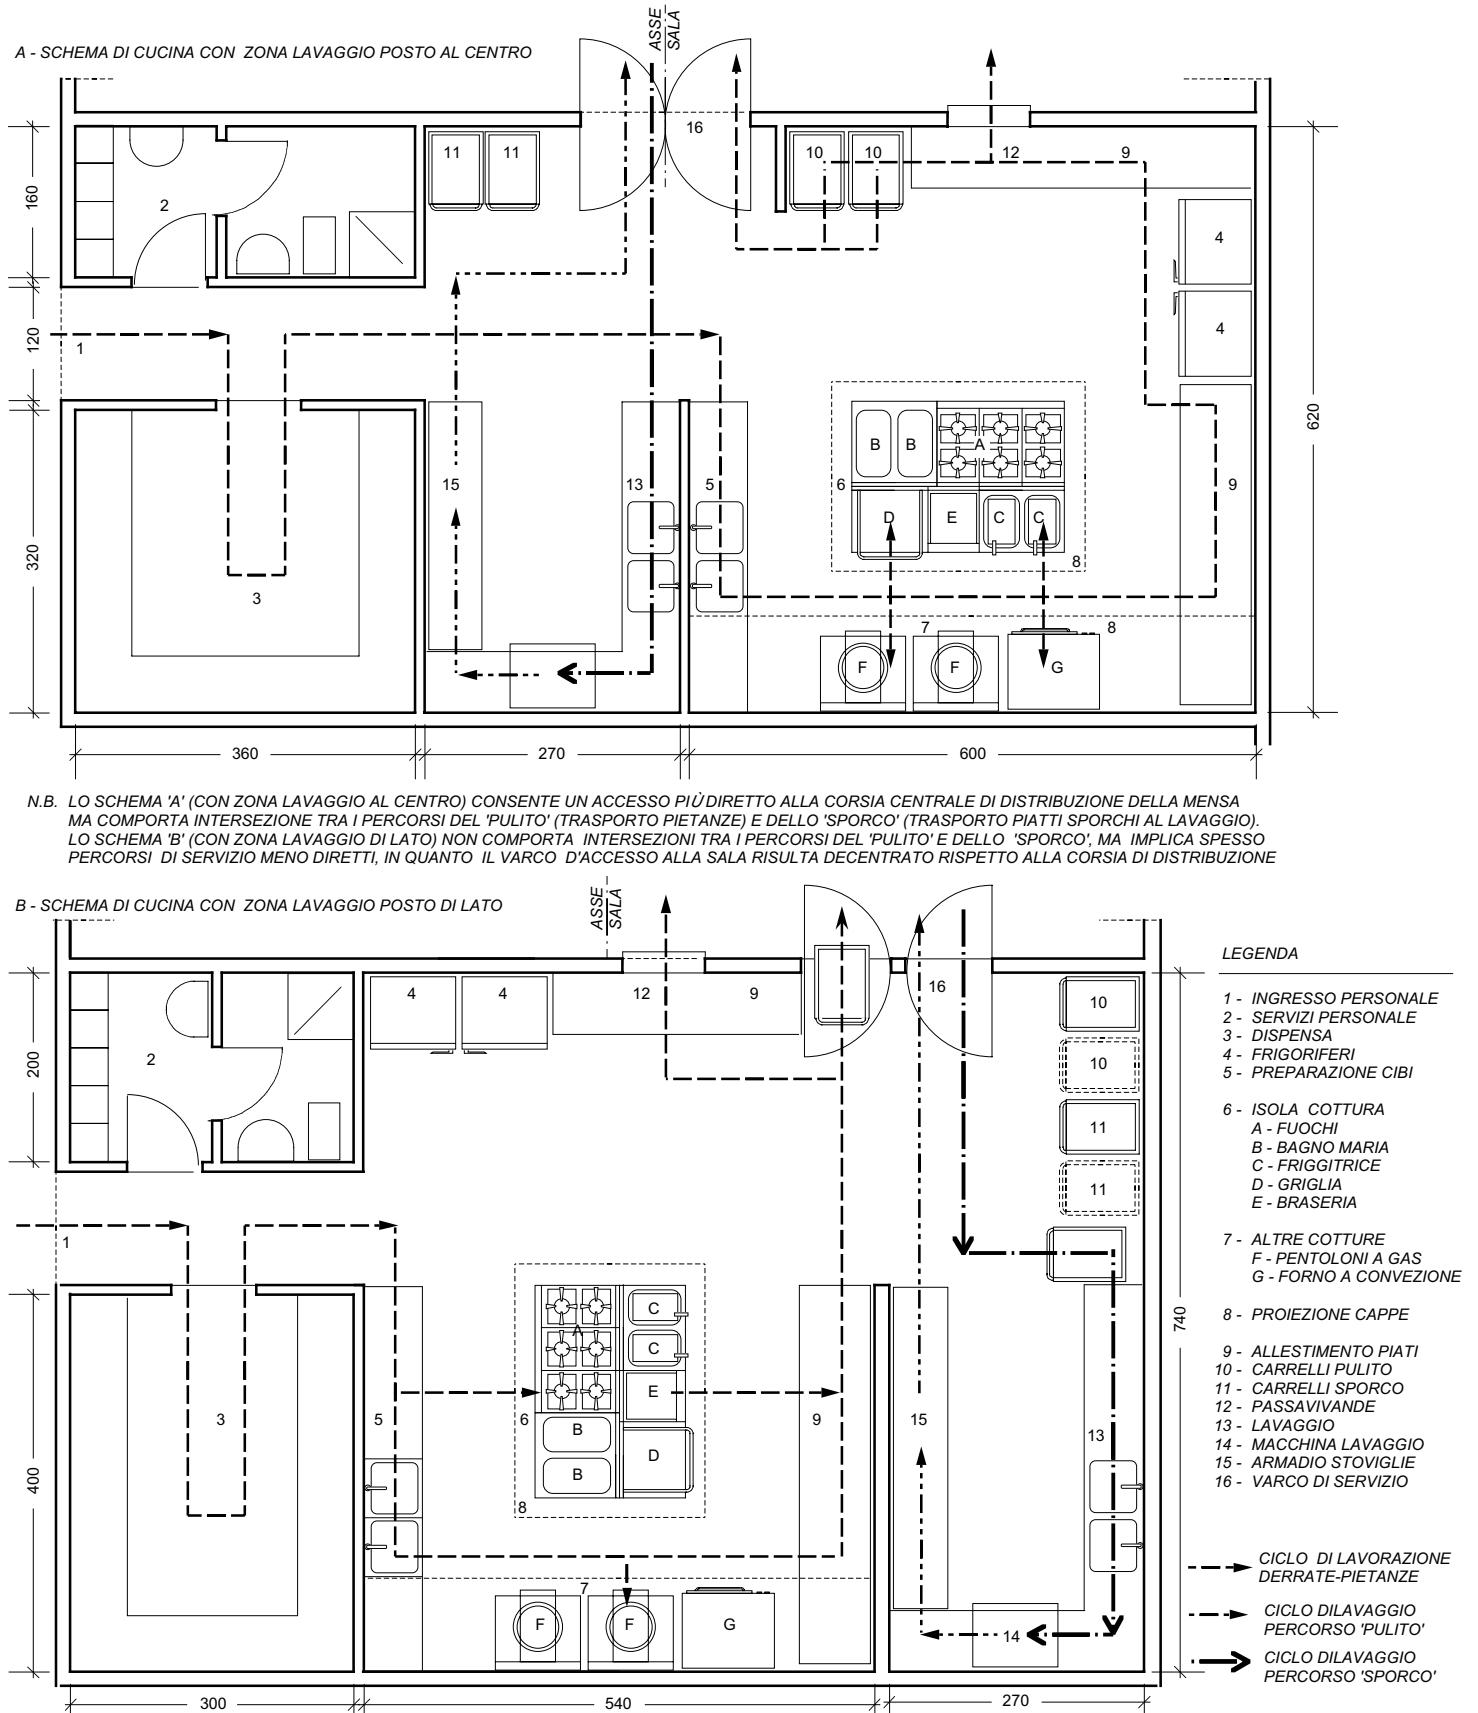 A - SCHEMA DI CUCINA CON ZONA LAVAGGIO POSTO AL CENTRO
ASSE
SALA
16
11
11
10
10
12
9
2
4
4
1
160
120
320
620
B
B
A
15
13
5
6
9
D
E
C
C
8
3
7
8
F
F
G
360
270
600
N.B. LO SCHEMA 'A' (CON ZONA LAVAGGIO AL CENTRO) CONSENTE UN ACCESSO PIÙ DIRETTO ALLA CORSIA CENTRALE DI DISTRIBUZIONE DELLA MENSA
MA COMPORTA INTERSEZIONE TRA I PERCORSI DEL 'PULITO' (TRASPORTO PIETANZE) E DELLO 'SPORCO' (TRASPORTO PIATTI SPORCHI AL LAVAGGIO).
LO SCHEMA 'B' (CON ZONA LAVAGGIO DI LATO) NON COMPORTA INTERSEZIONI TRA I PERCORSI DEL 'PULITO' E DELLO 'SPORCO', MA IMPLICA SPESSO
PERCORSI DI SERVIZIO MENO DIRETTI, IN QUANTO IL VARCO D'ACCESSO ALLA SALA RISULTA DECENTRATO RISPETTO ALLA CORSIA DI DISTRIBUZIONE
B - SCHEMA DI CUCINA CON ZONA LAVAGGIO POSTO DI LATO
ASSE
SALA
4
4
12
9
16
10
10
11
11
2
1
200
400
740
A
C
C
E
B
B
D
3
5
6
8
9
15
13
7
F
F
G
14
300
540
270
LEGENDA
1 - INGRESSO PERSONALE
2 - SERVIZI PERSONALE
3 - DISPENSA
4 - FRIGORIFERI
5 - PREPARAZIONE CIBI
6 - ISOLA COTTURA
A - FUOCHI
B - BAGNO MARIA
C - FRIGGITRICE
D - GRIGLIA
E - BRASERIA
7 - ALTRE COTTURE
F - PENTOLONI A GAS
G - FORNO A CONVEZIONE
8 - PROIEZIONE CAPPE
9 - ALLESTIMENTO PIATI
10 - CARRELLI PULITO
11 - CARRELLI SPORCO
12 - PASSAVIVANDE
13 - LAVAGGIO
14 - MACCHINA LAVAGGIO
15 - ARMADIO STOVIGLIE
16 - VARCO DI SERVIZIO
CICLO DI LAVORAZIONE
DERRATE-PIETANZE
CICLO DILAVAGGIO
PERCORSO 'PULITO'
CICLO DILAVAGGIO
PERCORSO 'SPORCO'